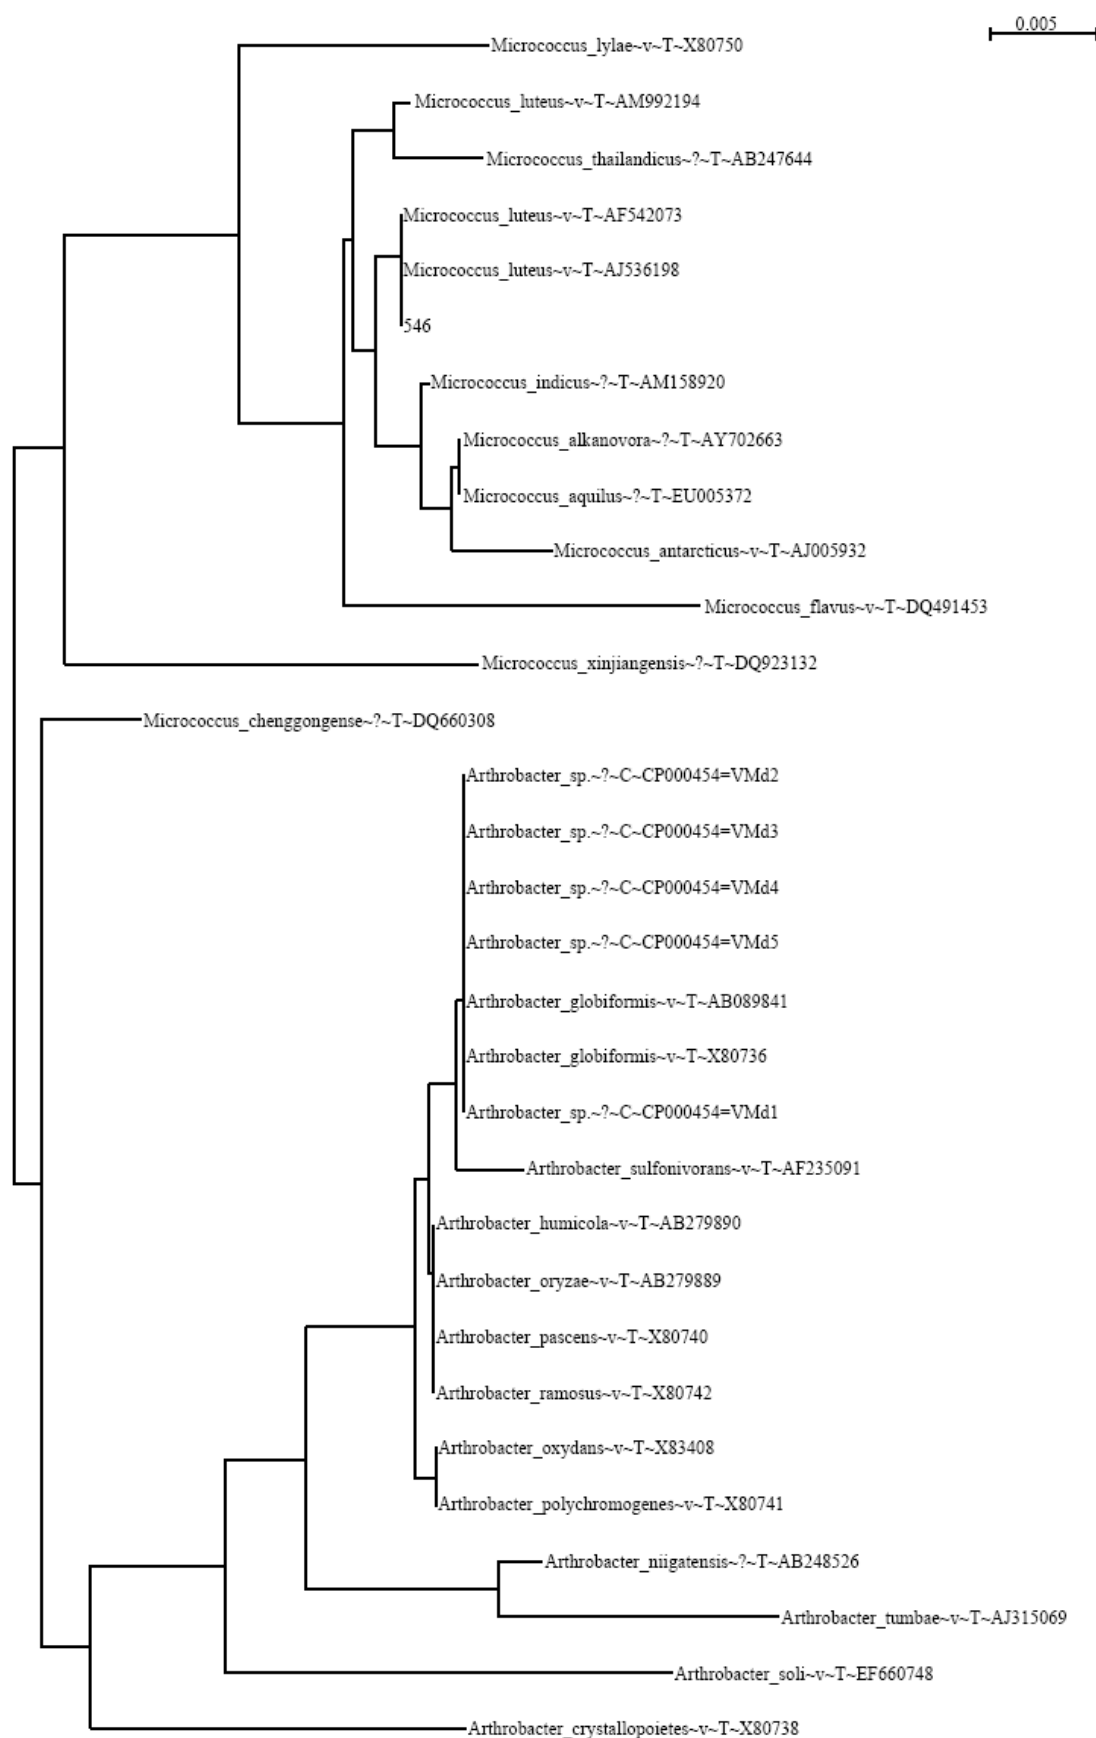 0.005
Micrococcus_lylae~v~T~X80750
Micrococcus_luteus~v~T~AM992194
Micrococcus_thailandicus~?~T~AB247644
Micrococcus_luteus~v~T~AF542073
Micrococcus_luteus~v~T~AJ536198
546
Micrococcus_indicus~?~T~AM158920
Micrococcus_alkanovora~?~T~AY702663
Micrococcus_aquilus~?~T~EU005372
Micrococcus_antarcticus~v~T~AJ005932
Micrococcus_flavus~v~T~DQ491453
Micrococcus_xinjiangensis~?~T~DQ923132
Micrococcus_chenggongense~?~T~DQ660308
Arthrobacter_sp.~?~C~CP000454=VMd2
Arthrobacter_sp.~?~C~CP000454=VMd3
Arthrobacter_sp.~?~C~CP000454=VMd4
Arthrobacter_sp.~?~C~CP000454=VMd5
Arthrobacter_globiformis~v~T~AB089841
Arthrobacter_globiformis~v~T~X80736
Arthrobacter_sp.~?~C~CP000454=VMd1
Arthrobacter_sulfonivorans~v~T~AF235091
Arthrobacter_humicola~v~T~AB279890
Arthrobacter_oryzae~v~T~AB279889
Arthrobacter_pascens~v~T~X80740
Arthrobacter_ramosus~v~T~X80742
Arthrobacter_oxydans~v~T~X83408
Arthrobacter_polychromogenes~v~T~X80741
Arthrobacter_niigatensis~?~T~AB248526
Arthrobacter_tumbae~v~T~AJ315069
Arthrobacter_soli~v~T~EF660748
Arthrobacter_crystallopoietes~v~T~X80738